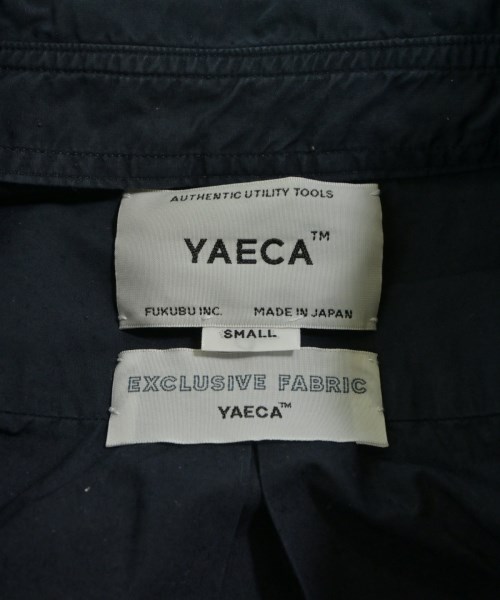 AUTHENTIC UTILITY TOOLS
YAECA™
FUKUBU INC. MADE IN JAPAN
SMALL
EXCLUSIVE FABRIC
YAECA™